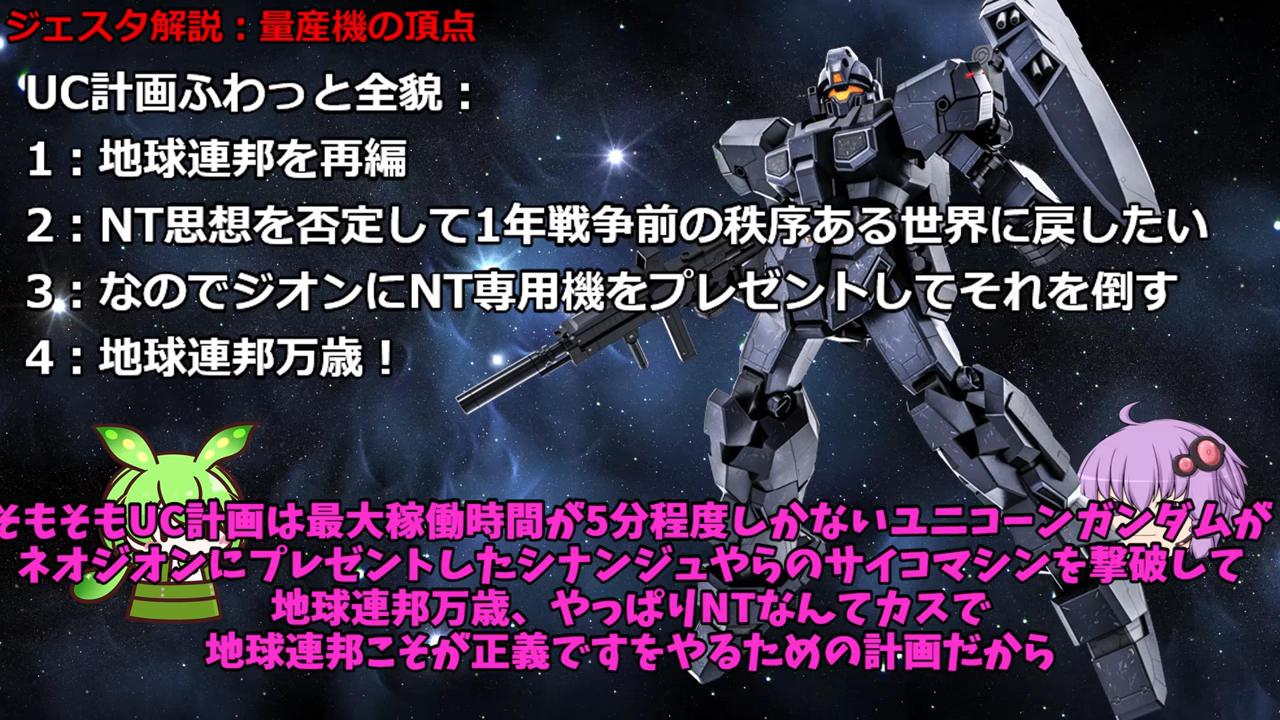 ジェスタ解説：量産機の頂点
UC計画ふわっと全貌：
1：地球連邦を再編
2：NT思想を否定して1年戦争前の秩序ある世界に戻したい
3：なのでジオンにNT専用機をプレゼントしてそれを倒す
4：地球連邦万歳！
そもそもUC計画は最大稼働時間が5分程度しかないユニコーンガンダムが
ネオジオンにプレゼントしたシナンジュやらのサイコマシンを撃破して
地球連邦万歳、やっぱりNTなんてカスで
地球連邦こそが正義ですをやるための計画だから